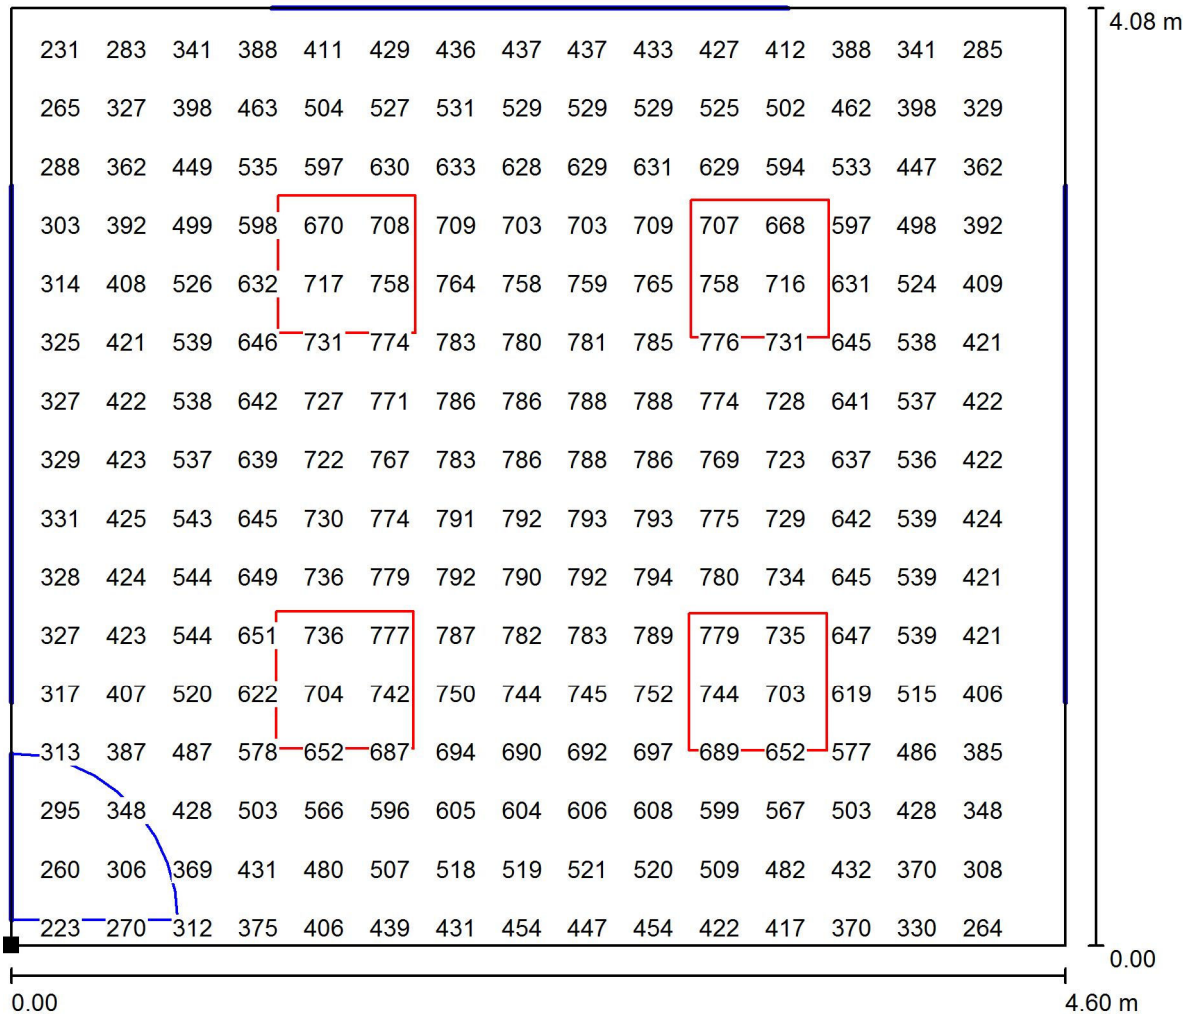 4.08 m
231 283 341 388 411 429 436 437 437 433 427 412 388 341 285
265 327 398 463 504 527 531 529 529 529 525 502 462 398 329
288 362 449 535 597 630 633 628 629 631 629 594 533 447 362
303 392 499 598 670 708 709 703 703 709 707 668 597 498 392
314 408 526 632 717 758 764 758 759 765 758 716 631 524 409
325 421 539 646 731 774 783 780 781 785 776 731 645 538 421
327 422 538 642 727 771 786 786 788 788 774 728 641 537 422
329 423 537 639 722 767 783 786 788 786 769 723 637 536 422
331 425 543 645 730 774 791 792 793 793 775 729 642 539 424
328 424 544 649 736 779 792 790 792 794 780 734 645 539 421
327 423 544 651 736 777 787 782 783 789 779 735 647 539 421
317 407 520 622 704 742 750 744 745 752 744 703 619 515 406
313 387 487 578 652 687 694 690 692 697 689 652 577 486 385
295 348 428 503 566 596 605 604 606 608 599 567 503 428 348
260 306 369 431 480 507 518 519 521 520 509 482 432 370 308
223 270 312 375 406 439 431 454 447 454 422 417 370 330 264
0.00
0.00 4.60 m